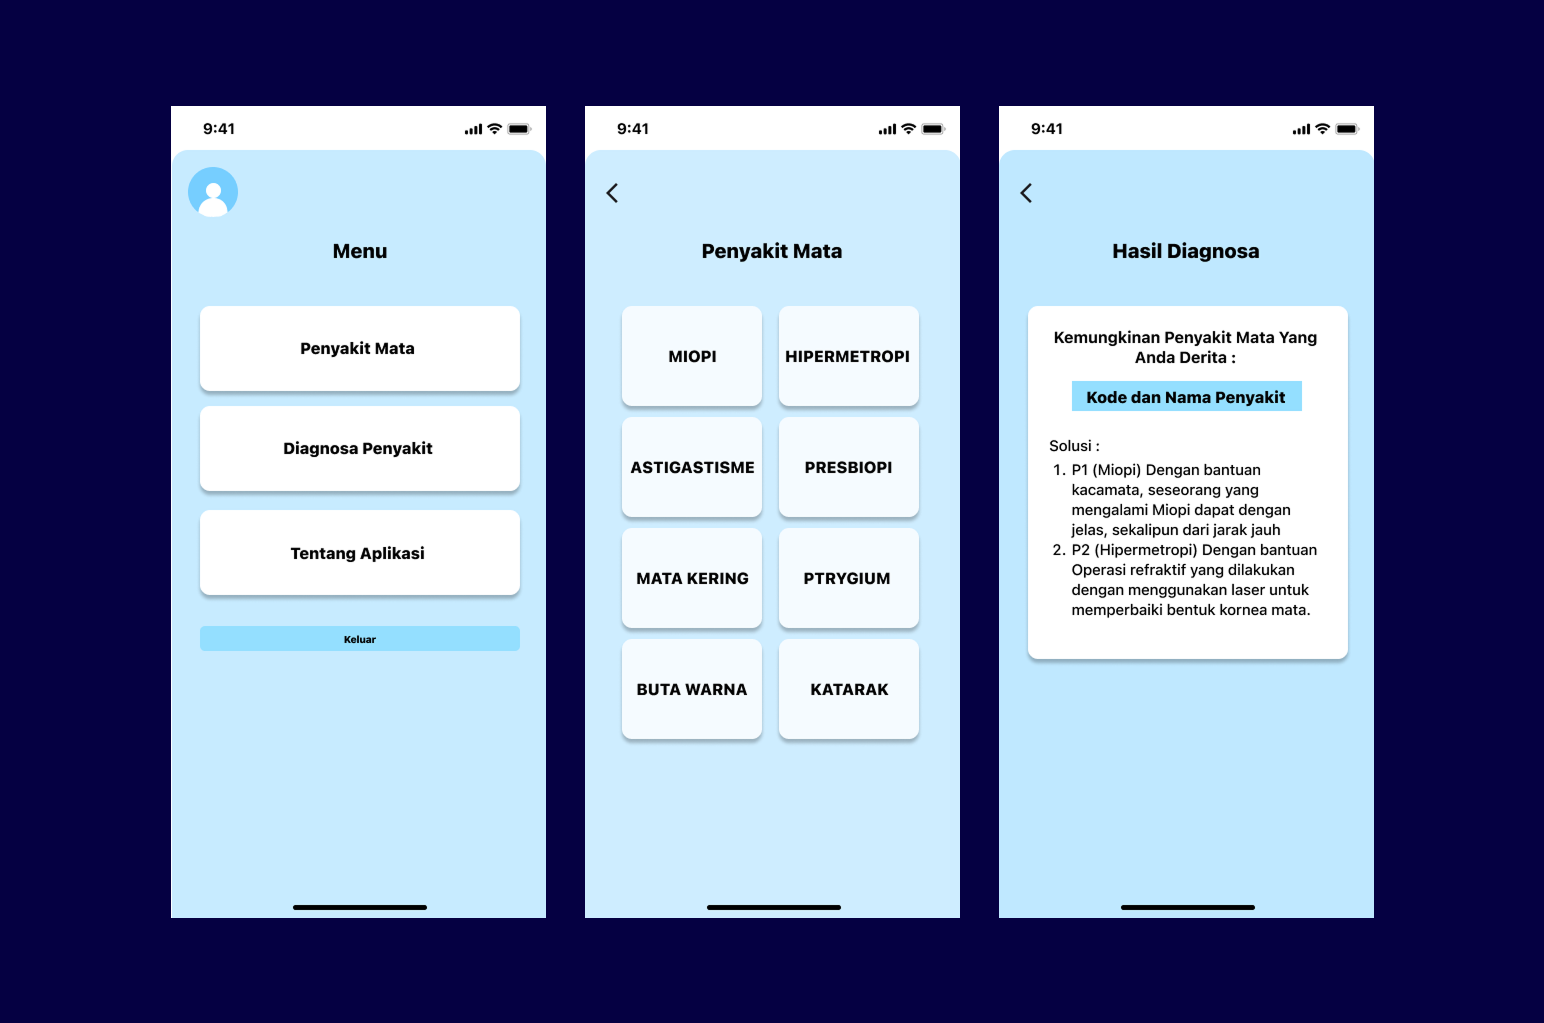 9:41
Menu
Penyakit Mata
Diagnosa Penyakit
Tentang Aplikasi
Keluar
9:41
Penyakit Mata
MIOPI
HIPERMETROPI
ASTIGASTISME
PRESBIOPI
MATA KERING
PTRYGIUM
BUTA WARNA
KATARAK
9:41
Hasil Diagnosa
Kemungkinan Penyakit Mata Yang
Anda Derita :
Kode dan Nama Penyakit
Solusi :
1. P1 (Miopi) Dengan bantuan
kacamata, seseorang yang
mengalami Miopi dapat dengan
jelas, sekalipun dari jarak jauh
2. P2 (Hipermetropi) Dengan bantuan
Operasi refraktif yang dilakukan
dengan menggunakan laser untuk
memperbaiki bentuk kornea mata.